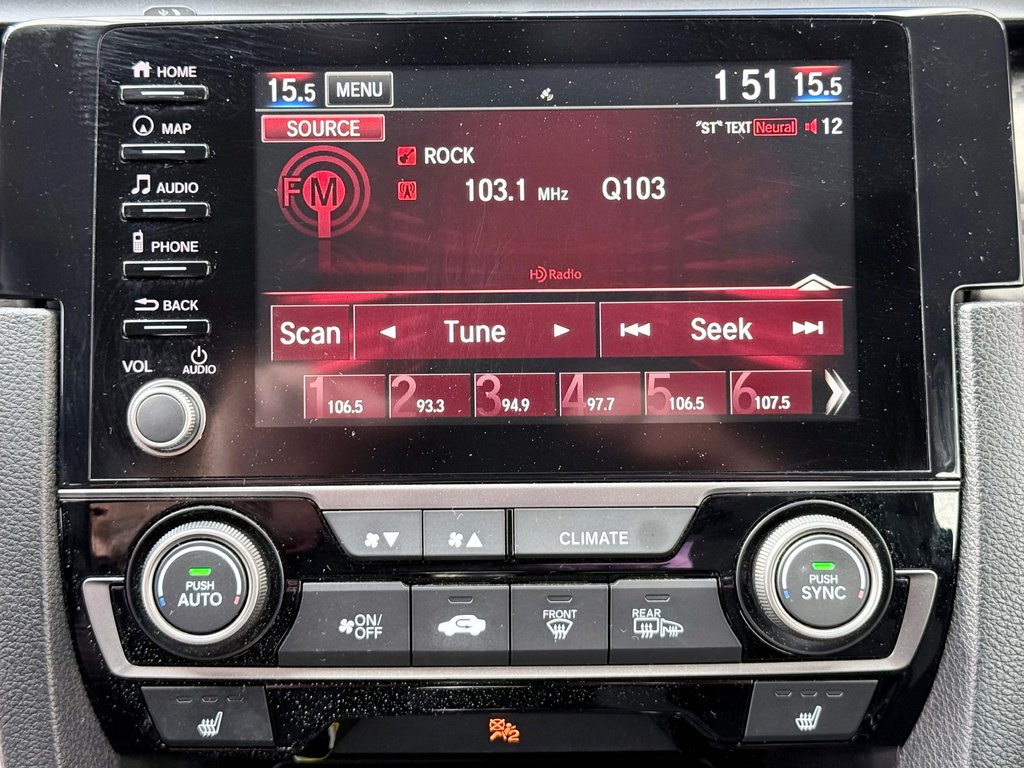 HOME
15.5 MENU 1 51 15.5
MAP
SOURCE "ST" TEXT Neural 12
ROCK
AUDIO
FM 103.1 MHz Q103
PHONE
HD Radio
BACK
Scan Tune Seek
VOL AUDIO
1 106.5 2 93.3 3 94.9 4 97.7 5 106.5 6 107.5
CLIMATE
PUSH AUTO
PUSH SYNC
ON/OFF
FRONT
REAR
2